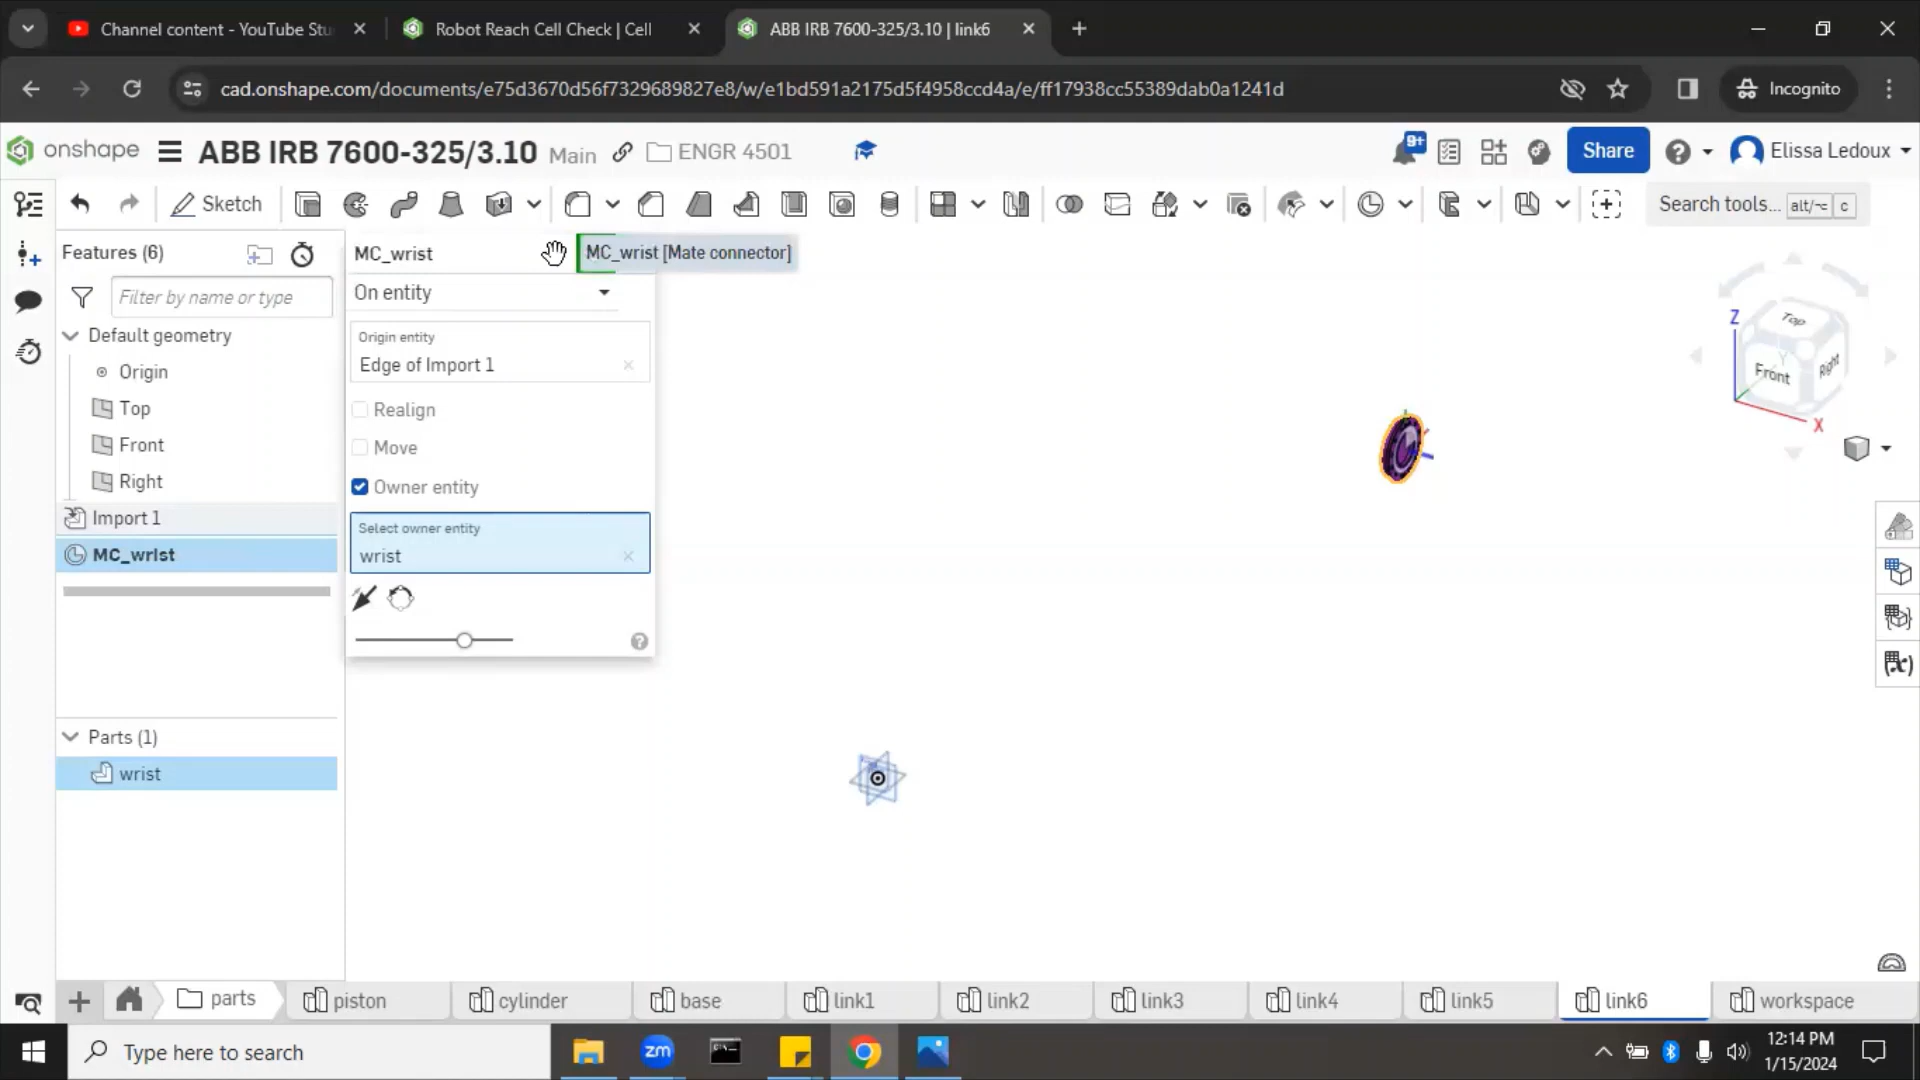 Channel content - YouTube Stu
Robot Reach Cell Check | Cell
ABB IRB 7600-325/3.10 | link6
cad.onshape.com/documents/e75d3670d56f7329689827e8/w/e1bd591a2175d5f4958ccd4a/e/ff17938cc55389dab0a1241d
Incognito
onshape
ABB IRB 7600-325/3.10
Main
ENGR 4501
9+
Share
Elissa Ledoux
Sketch
Search tools...
alt/⌥
c
Features (6)
Filter by name or type
Default geometry
Origin
Top
Front
Right
Import 1
MC_wrist
Parts (1)
wrist
MC_wrist
MC_wrist [Mate connector]
On entity
Origin entity
Edge of Import 1
Realign
Move
Owner entity
Select owner entity
wrist
Z
Top
Y
Front
Right
X
parts
piston
cylinder
base
link1
link2
link3
link4
link5
link6
workspace
Type here to search
zm
12:14 PM
1/15/2024